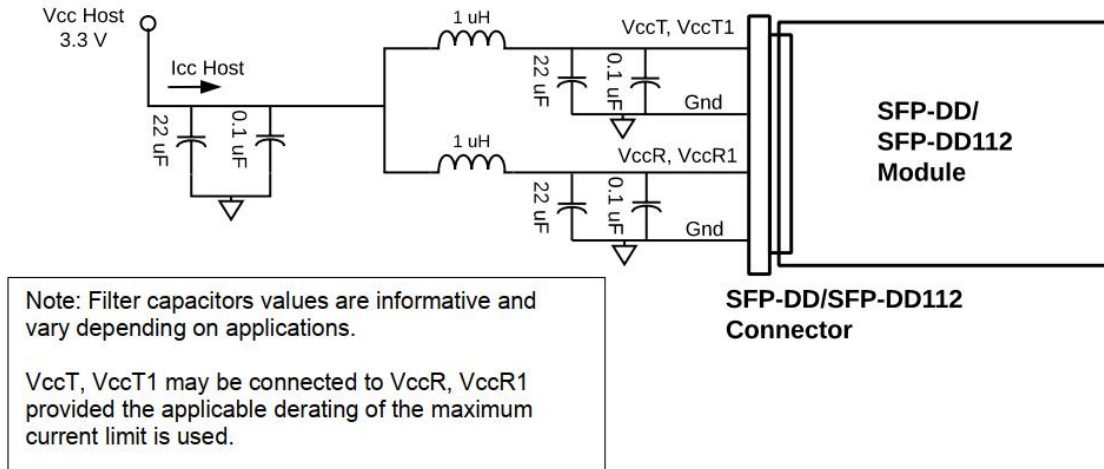 Vcc Host
3.3 V
Icc Host
22 uF
0.1 uF
1 uH
VccT, VccT1
22 uF
0.1 uF
Gnd
1 uH
VccR, VccR1
22 uF
0.1 uF
Gnd
SFP-DD/
SFP-DD112
Module
SFP-DD/SFP-DD112
Connector
Note: Filter capacitors values are informative and
vary depending on applications.
VccT, VccT1 may be connected to VccR, VccR1
provided the applicable derating of the maximum
current limit is used.